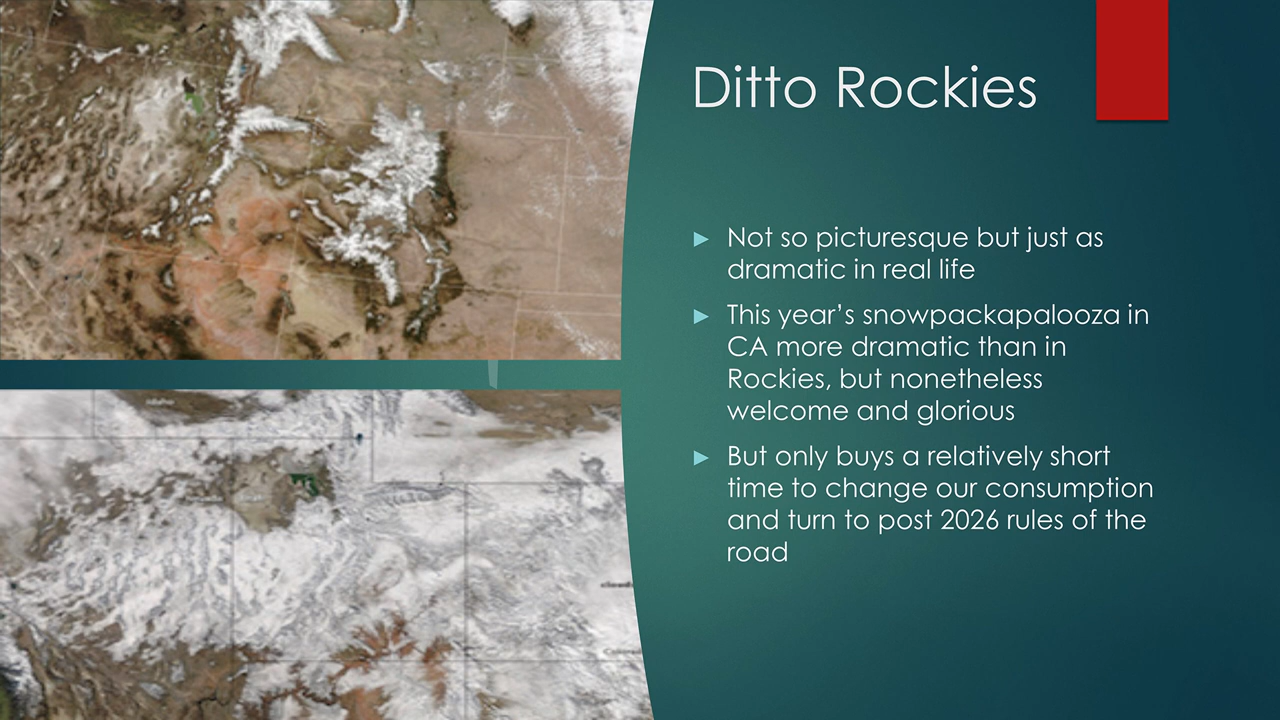 Ditto Rockies
► Not so picturesque but just as
dramatic in real life
► This year’s snowpackapalooza in
CA more dramatic than in
Rockies, but nonetheless
welcome and glorious
► But only buys a relatively short
time to change our consumption
and turn to post 2026 rules of the
road
Idaho